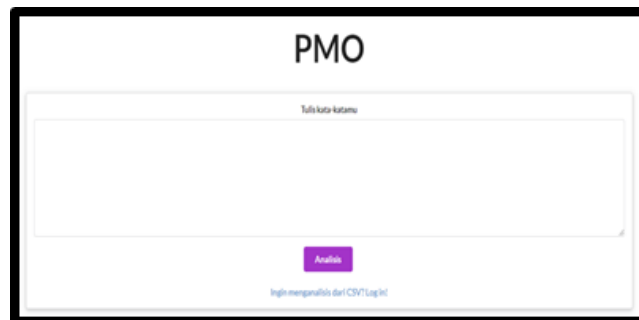 PMO
Tulis kata-katamu
Analisis
Ingin menganalisis dari CSV? Log in!